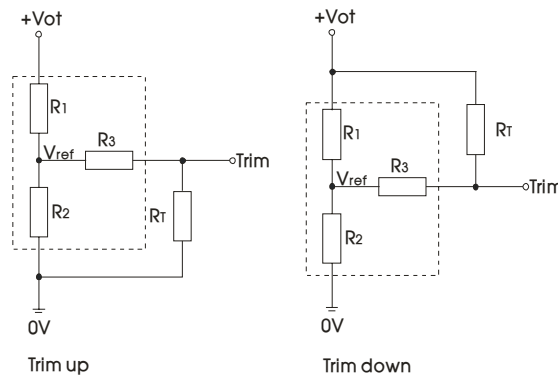 +Vot
R1
R3
Vref
Trim
R2
RT
0V
Trim up
+Vot
R1
RT
R3
Vref
Trim
R2
0V
Trim down